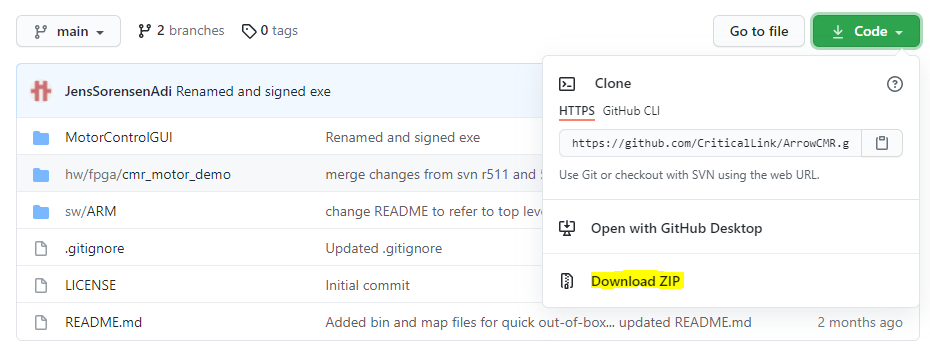 main
2 branches
0 tags
Go to file
Code
JensSorensenAdi Renamed and signed exe
Clone
HTTPS GitHub CLI
https://github.com/CriticalLink/ArrowCMR.g
Use Git or checkout with SVN using the web URL.
Open with GitHub Desktop
Download ZIP
MotorControlGUI Renamed and signed exe
hw/fpga/cmr_motor_demo merge changes from svn r511 and
sw/ARM change README to refer to top leve
.gitignore Updated .gitignore
LICENSE Initial commit
README.md Added bin and map files for quick out-of-box... updated README.md 2 months ago